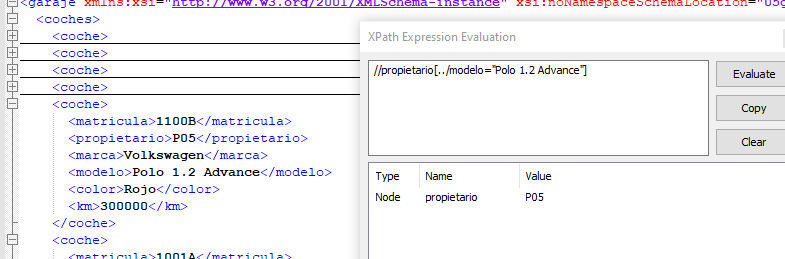 <garaje xmlns:xsi="http://www.w3.org/2001/XMLSchema-instance" xsi:noNamespaceSchemaLocation=
<coches>
<coche>
<coche>
<coche>
<coche>
<coche>
<matricula>1100B</matricula>
<propietario>P05</propietario>
<marca>Volkswagen</marca>
<modelo>Polo 1.2 Advance</modelo>
<color>Rojo</color>
<km>300000</km>
</coche>
<coche>
<matricula>1001A</matricula>
XPath Expression Evaluation
//propietario[../modelo="Polo 1.2 Advance"]
Evaluate
Copy
Clear
Type Name Value
Node propietario P05